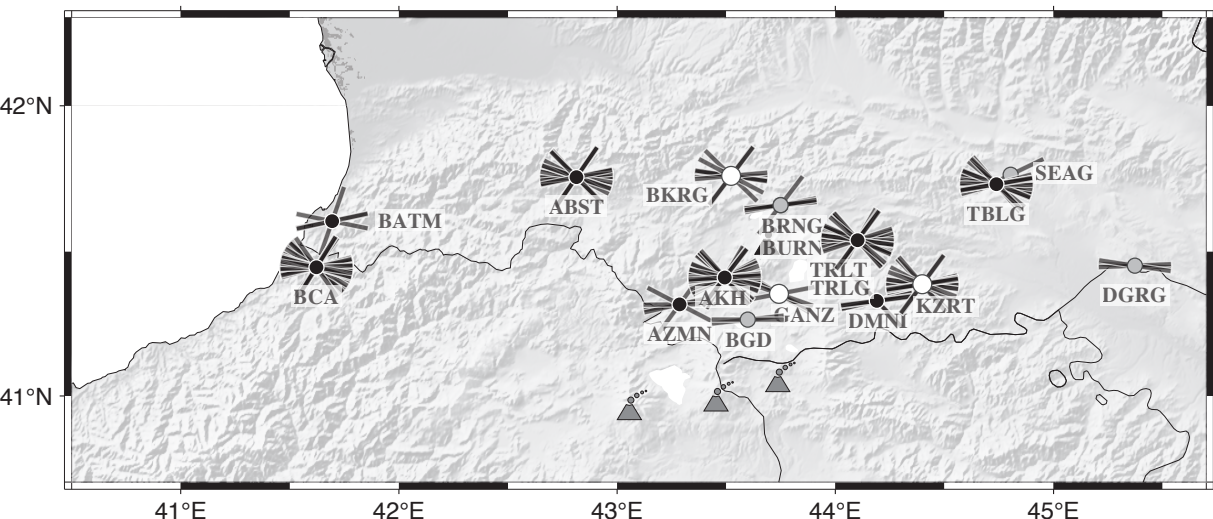 42°N
SEAG
BKRG
ABST
TBLG
BATM
BRNG
BURN
TRLT
TRLG
BCA
AKH
DGRG
KZRT
GANZ
DMNI
AZMN
BGD
41°N
41°E
42°E
43°E
44°E
45°E